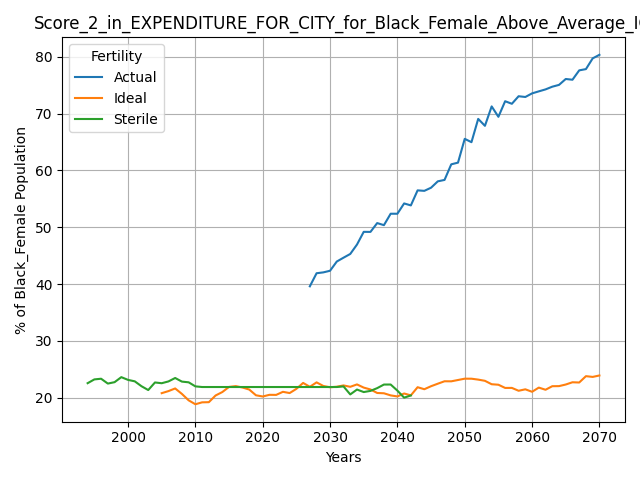 Score_2_in_EXPENDITURE_FOR_CITY_for_Black_Female_Above_Average_I
Fertility
Actual
Ideal
Sterile
% of Black_Female Population
80
70
60
50
40
30
20
2000
2010
2020
2030
2040
2050
2060
2070
Years